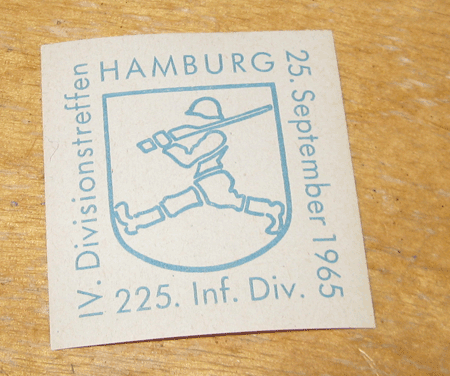 IV. Divisionstreffen
HAMBURG
25. September 1965
225. Inf. Div.